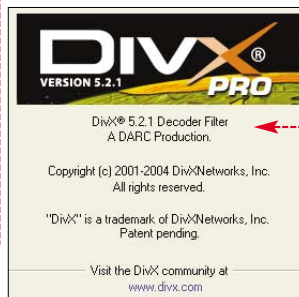 DIVX®
VERSION 5.2.1
PRO
DivX® 5.2.1 Decoder Filter
A DARC Production.
Copyright (c) 2001-2004 DivXNetworks, Inc.
All rights reserved.
"DivX" is a trademark of DivXNetworks, Inc.
Patent pending.
Visit the DivX community at
www.divx.com